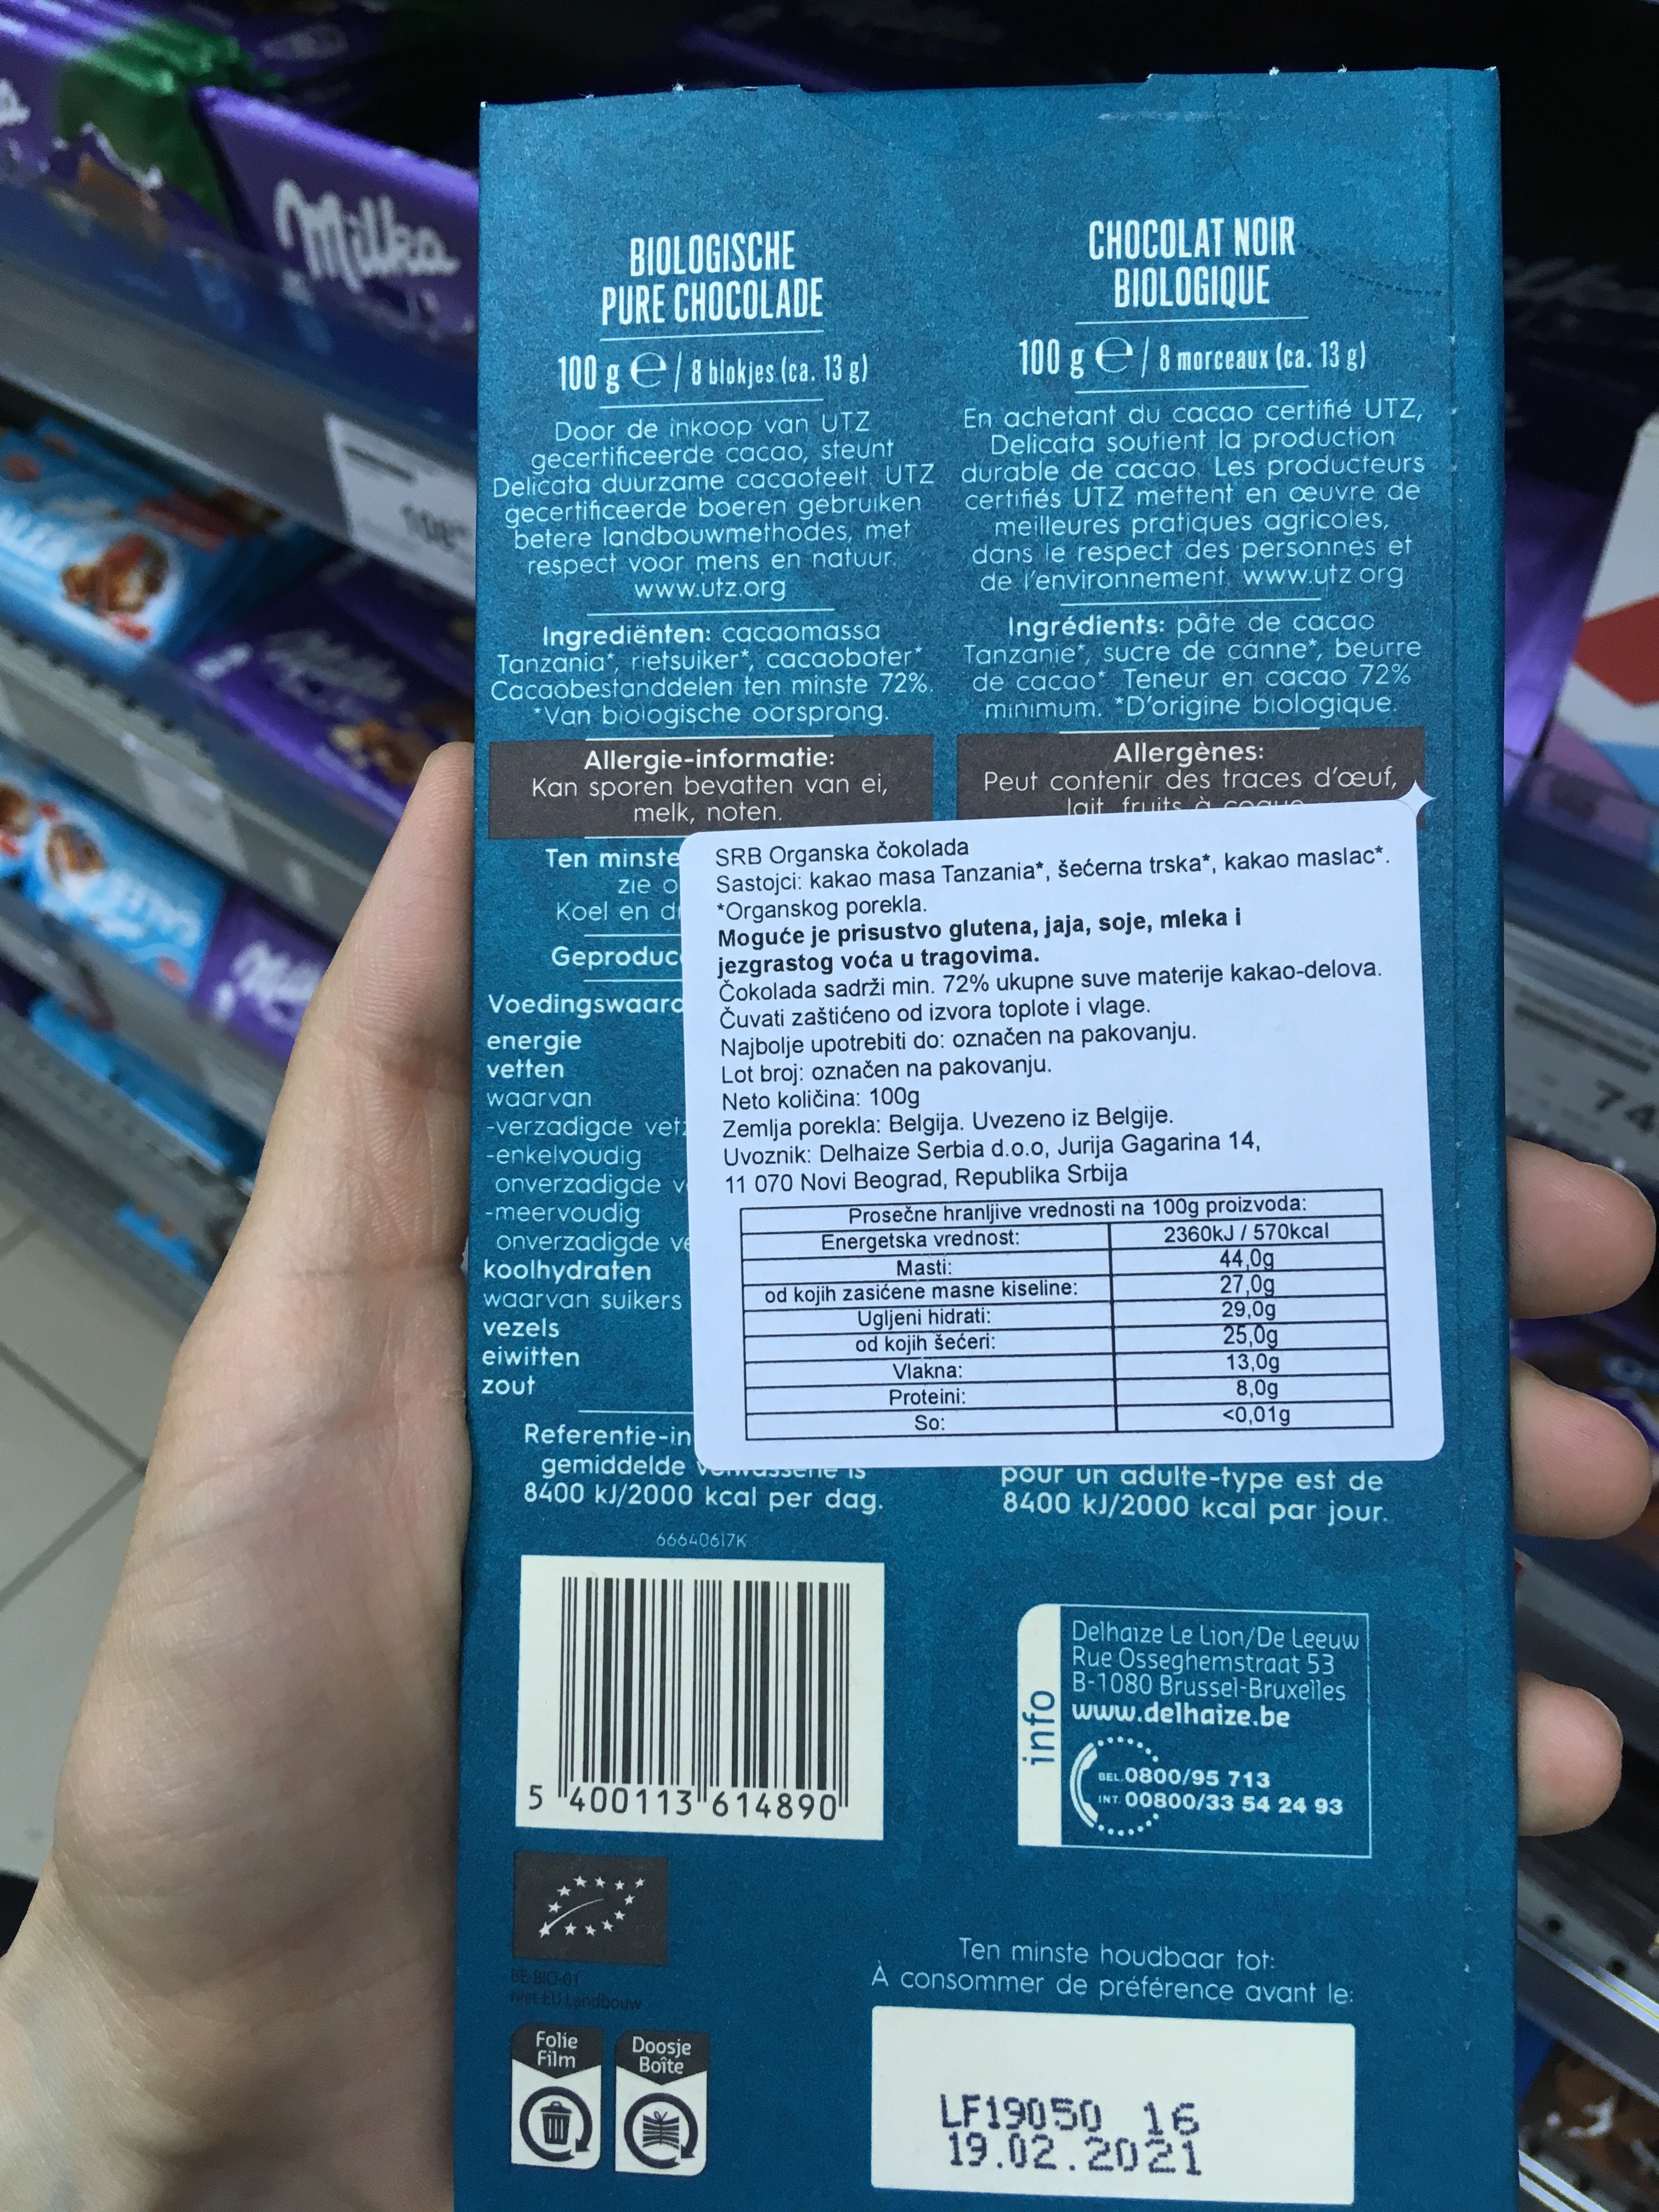 Milka
BIOLOGISCHE
PURE CHOCOLADE
100 g e / 8 blokjes (ca. 13 g)
Door de inkoop van UTZ
gecertificeerde cacao, steunt
Delicata duurzame cacaoteelt. UTZ
gecertificeerde boeren gebruiken
betere landbouwmethodes, met
respect voor mens en natuur.
www.utz.org
Ingrediënten: cacaomassa
Tanzania*, rietsuiker*, cacaoboter*
Cacaobestanddelen ten minste 72%.
*Van biologische oorsprong.
Allergie-informatie:
Kan sporen bevatten van ei,
melk, noten.
Ten minste
zie
Koel en
Voedingswaard
energie
vetten
waarvan
-verzadigde
-enkelvoudig
onverzadigde
-meervoudig
onverzadigde
koolhydraten
waarvan suikers
vezels
eiwitten
zout
Referentie-in
gemiddelde
8400 kJ/2000 kcal per dag.
66640617K
CHOCOLAT NOIR
BIOLOGIQUE
100 g e / 8 morceaux (ca. 13 g)
En achetant du cacao certifié UTZ,
Delicata soutient la production
durable de cacao. Les producteurs
certifiés UTZ mettent en œuvre de
meilleures pratiques agricoles,
dans le respect des personnes et
de l'environnement. www.utz.org
Ingrédients: pâte de cacao
Tanzanie*, sucre de canne*, beurre
de cacao* Teneur en cacao 72%
minimum. *D'origine biologique.
Allergènes:
Peut contenir des traces d'œuf,
lait, fruits à coque
SRB Organska čokolada
Sastojci: kakao masa Tanzania*, šećerna trska*, kakao maslac*.
*Organskog porekla.
Moguće je prisustvo glutena, jaja, soje, mleka i
jezgrastog voća u tragovima.
Čokolada sadrži min. 72% ukupne suve materije kakao-delova.
Čuvati zaštićeno od izvora toplote i vlage.
Najbolje upotrebiti do: označen na pakovanju.
Lot broj: označen na pakovanju.
Neto količina: 100g
Zemlja porekla: Belgija. Uvezeno iz Belgije.
Uvoznik: Delhaize Serbia d.o.o, Jurija Gagarina 14,
11 070 Novi Beograd, Republika Srbija
Prosečne hranljive vrednosti na 100g proizvoda:
Energetska vrednost: 2360kJ / 570kcal
Masti: 44,0g
od kojih zasićene masne kiseline: 27,0g
Ugljeni hidrati: 29,0g
od kojih šećeri: 25,0g
Vlakna: 13,0g
Proteini: 8,0g
So: <0,01g
pour un adulte-type est de
8400 kJ/2000 kcal par jour.
5 400113 614890
info
Delhaize Le Lion/De Leeuw
Rue Osseghemstraat 53
B-1080 Brussel-Bruxelles
www.delhaize.be
BEL. 0800/95 713
INT. 00800/33 54 24 93
BE-BIO-01
Niet-EU Landbouw
Folie
Film
Doosje
Boîte
Ten minste houdbaar tot:
À consommer de préférence avant le:
LF19050 16
19.02.2021